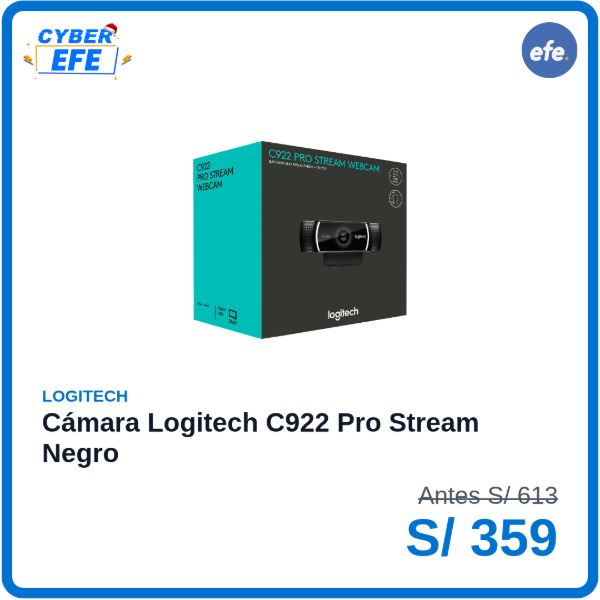 CYBER
EFE
efe.
C922
PRO STREAM
WEBCAM
C922 PRO STREAM WEBCAM
logitech
logitech
LOGITECH
Cámara Logitech C922 Pro Stream
Negro
Antes S/ 613
S/ 359